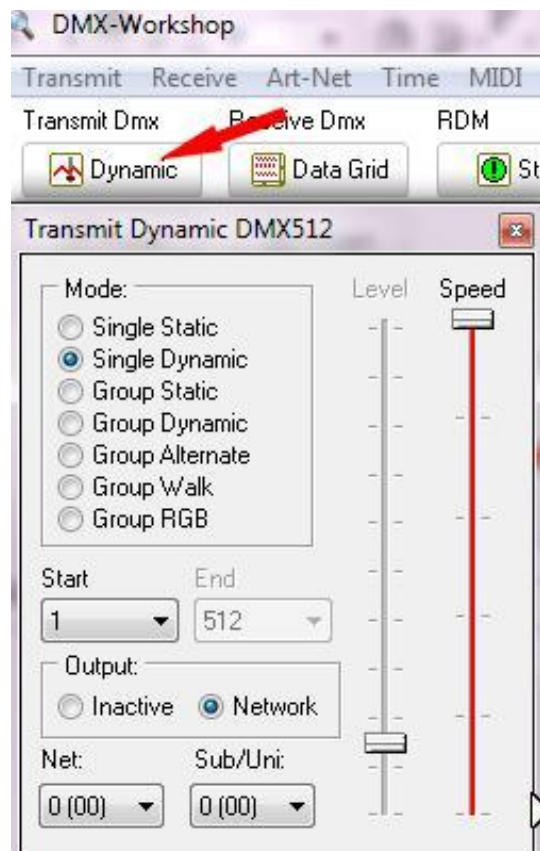 DMX-Workshop
Transmit Receive Art-Net Time MIDI
Transmit Dmx Receive Dmx RDM
Dynamic Data Grid St
Transmit Dynamic DMX512
Mode: Level Speed
Single Static
Single Dynamic
Group Static
Group Dynamic
Group Alternate
Group Walk
Group RGB
Start End
1 512
Output:
Inactive Network
Net: Sub/Uni:
0 (00) 0 (00)